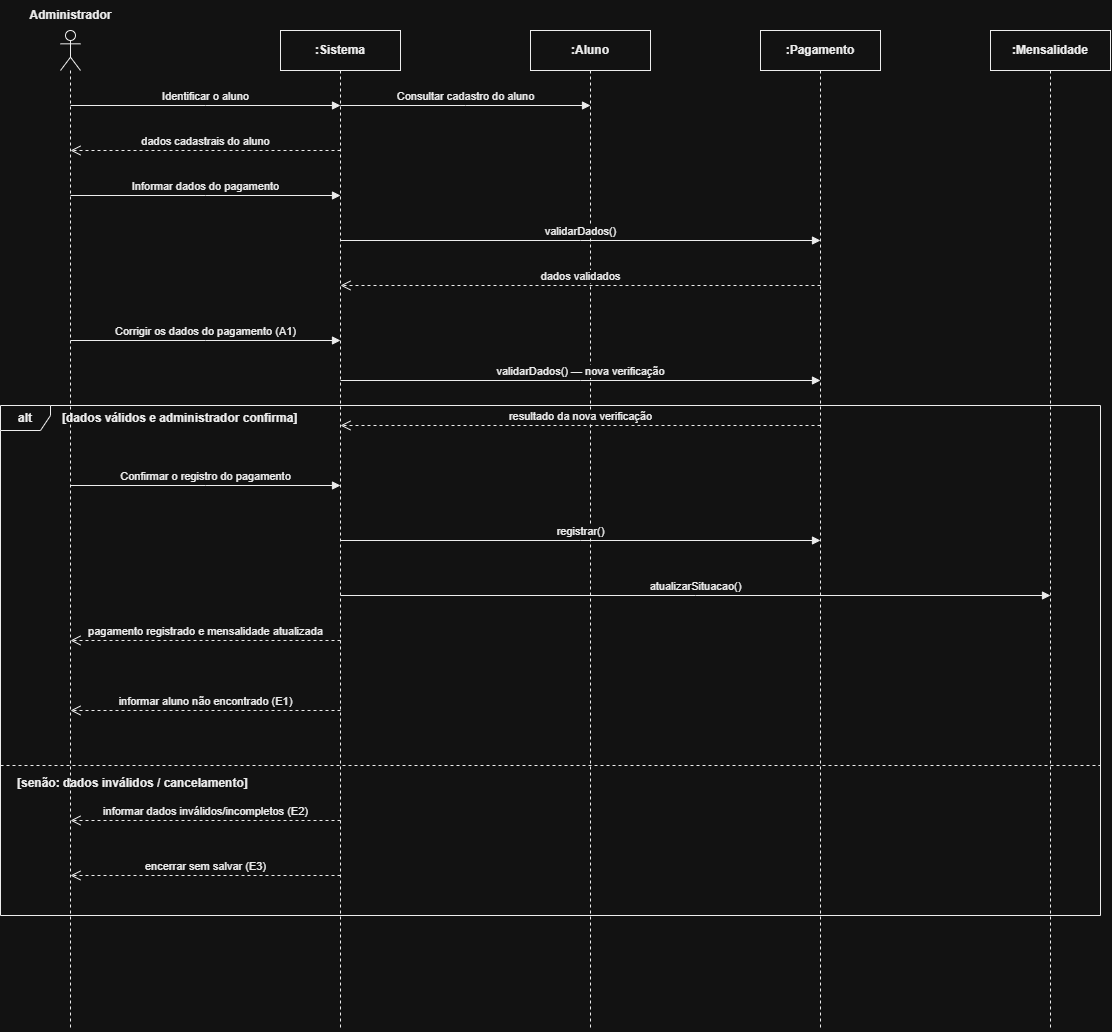 Administrador
:Sistema
:Aluno
:Pagamento
:Mensalidade
Identificar o aluno
Consultar cadastro do aluno
dados cadastrais do aluno
Informar dados do pagamento
validarDados()
dados validados
Corrigir os dados do pagamento (A1)
validarDados() — nova verificação
alt
[dados válidos e administrador confirma]
resultado da nova verificação
Confirmar o registro do pagamento
registrar()
atualizarSituacao()
pagamento registrado e mensalidade atualizada
informar aluno não encontrado (E1)
[senão: dados inválidos / cancelamento]
informar dados inválidos/incompletos (E2)
encerrar sem salvar (E3)